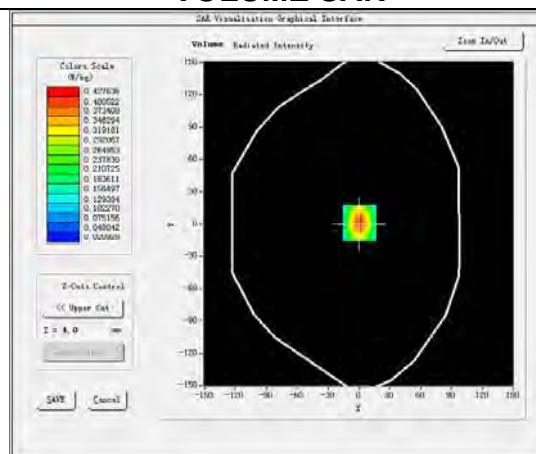 VOLUME SAR
SAR Visualisation Graphical Interface
Volume Radiated Intensity
Zoom In/Out
Colors Scale
(W/kg)
0.427636
0.400522
0.373408
0.346294
0.319181
0.292067
0.264953
0.237839
0.210725
0.183611
0.156497
0.129384
0.102270
0.075156
0.048042
0.020928
Z-Cuts Control
<< Upper Cut
Z = 4.0 mm
SAVE
Cancel
150
120
90
60
30
0
-30
-60
-90
-120
-150
Y
-150 -120 -90 -60 -30 0 30 60 90 120 150
X